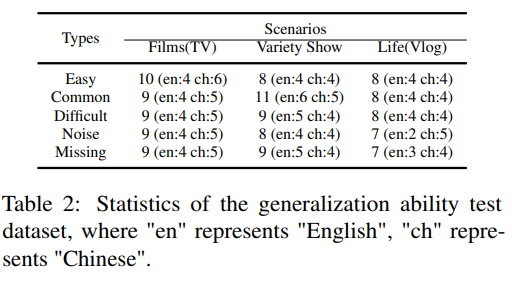 Types Scenarios
Films(TV) Variety Show Life(Vlog)
Easy 10 (en:4 ch:6) 8 (en:4 ch:4) 8 (en:4 ch:4)
Common 9 (en:4 ch:5) 11 (en:6 ch:5) 8 (en:4 ch:4)
Difficult 9 (en:4 ch:5) 9 (en:5 ch:4) 8 (en:4 ch:4)
Noise 9 (en:4 ch:5) 8 (en:4 ch:4) 7 (en:2 ch:5)
Missing 9 (en:4 ch:5) 9 (en:5 ch:4) 7 (en:3 ch:4)
Table 2: Statistics of the generalization ability test
dataset, where "en" represents "English", "ch" repre-
sents "Chinese".